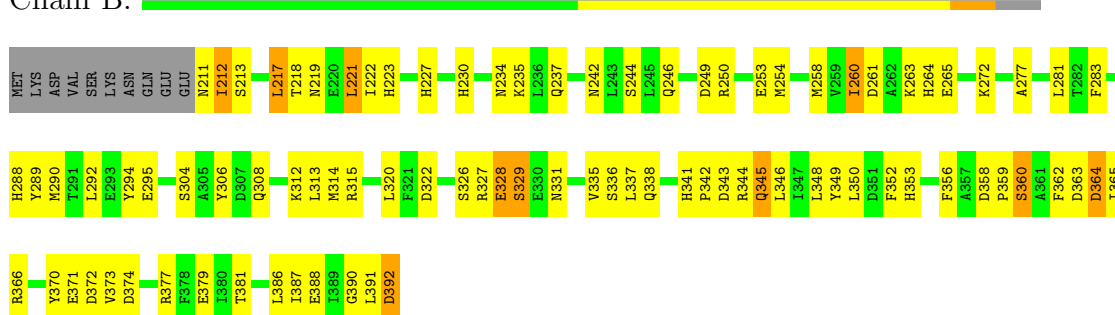 Chain B:
MET LYS ASP VAL SER LYS ASN GLN GLU GLU N211 I212 S213 L217 T218 N219 E220 L221 I222 H223 H227 H230 N234 K235 L236 Q237 N242 L243 S244 L245 Q246 D249 R250 E253 M254 M258 V259 I260 D261 A262 K263 H264 E265 K272 A277 L281 T282 F283
H288 Y289 M290 T291 L292 E293 Y294 E295 S304 A305 Y306 D307 Q308 K312 L313 M314 R315 L320 F321 D322 S326 R327 E328 S329 E330 N331 V335 S336 L337 Q338 H341 P342 D343 R344 Q345 L346 I347 L348 Y349 L350 D351 F352 H353 F356 A357 D358 P359 S360 A361 F362 D363 D364 I365
R366 Y370 E371 D372 V373 D374 R377 F378 E379 I380 T381 L386 I387 E388 I389 G390 L391 D392